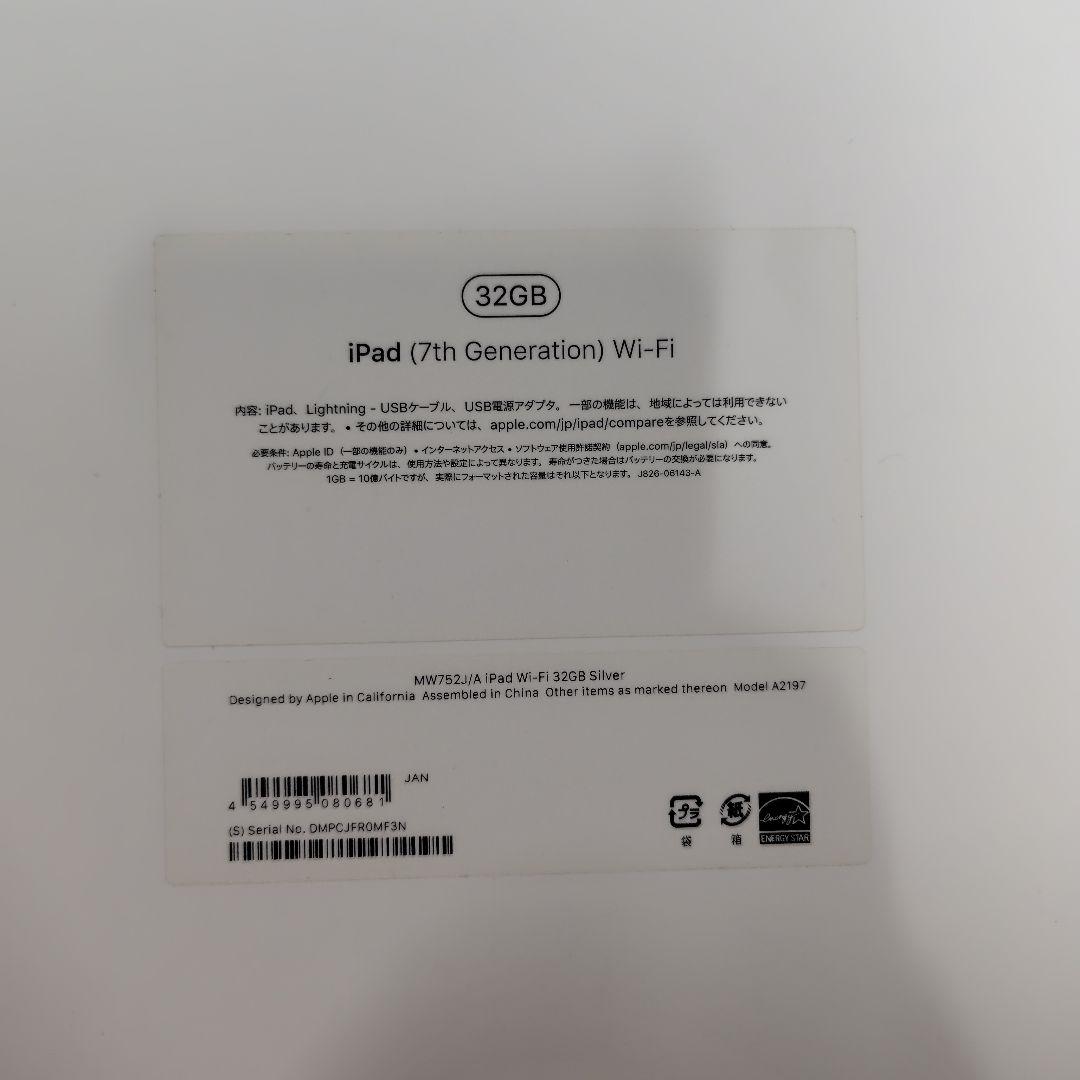 32GB
iPad (7th Generation) Wi-Fi
内容: iPad、Lightning - USBケーブル、USB電源アダプタ。一部の機能は、地域によっては利用できない
ことがあります。 • その他の詳細については、apple.com/jp/ipad/compareを参照してください。
必要条件: Apple ID（一部の機能のみ）• インターネットアクセス • ソフトウェア使用許諾契約（apple.com/jp/legal/sla）への同意。
バッテリーの寿命と充電サイクルは、使用方法や設定によって異なります。寿命がつきた場合はバッテリーの交換が必要になります。
1GB = 10億バイトですが、実際にフォーマットされた容量はそれ以下となります。J826-06143-A
MW752J/A iPad Wi-Fi 32GB Silver
Designed by Apple in California Assembled in China Other items as marked thereon Model A2197
JAN
4 549995 080681
(S) Serial No. DMPCJFR0MF3N
プラ 紙 energy
袋 箱 ENERGY STAR